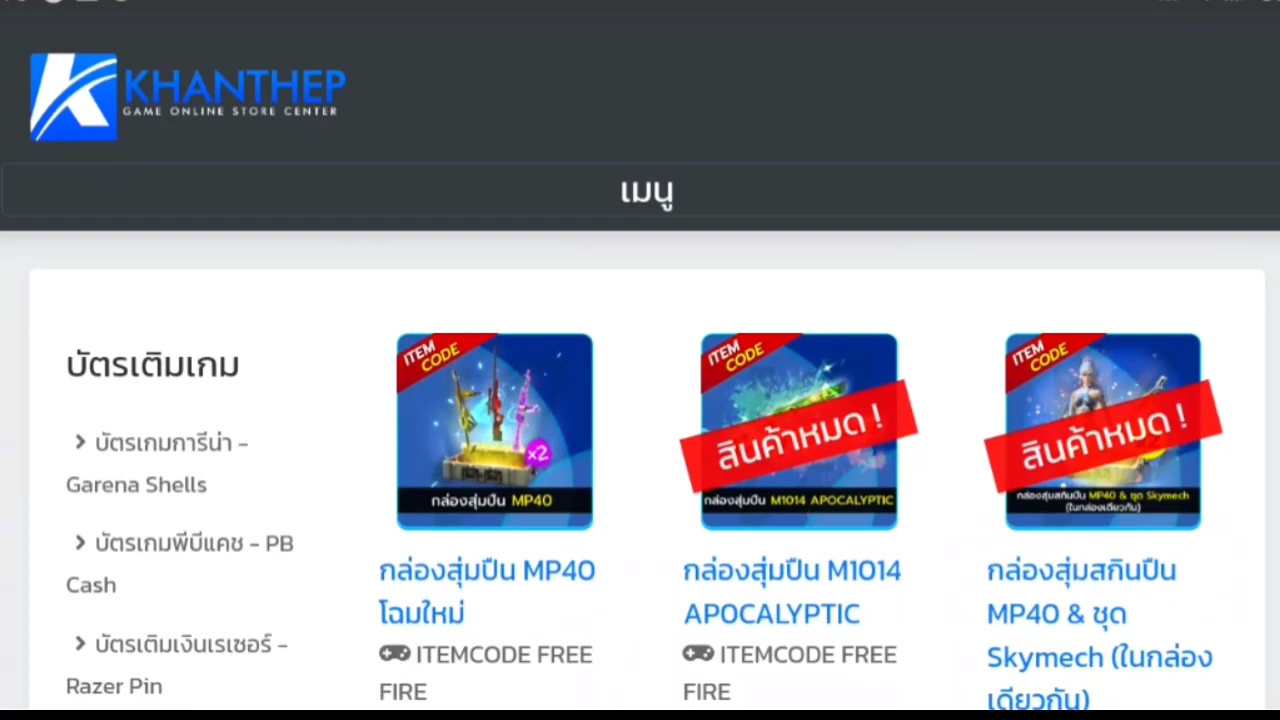 KHANTHEP
GAME ONLINE STORE CENTER
เมนู
บัตรเติมเกม
บัตรเกมการีน่า -
Garena Shells
บัตรเกมพีบีแคช - PB
Cash
บัตรเติมเงินเรเซอร์ -
Razer Pin
ITEM
CODE
x2
กล่องสุ่มปืน MP40
กล่องสุ่มปืน MP40
โฉมใหม่
ITEMCODE FREE
FIRE
ITEM
CODE
สินค้าหมด !
กล่องสุ่มปืน M1014 APOCALYPTIC
กล่องสุ่มปืน M1014
APOCALYPTIC
ITEMCODE FREE
FIRE
ITEM
CODE
สินค้าหมด !
กล่องสุ่มสกินปืน MP40 & ชุด Skymech
(ในกล่องเดียวกัน)
กล่องสุ่มสกินปืน
MP40 & ชุด
Skymech (ในกล่อง
เดียวกัน)